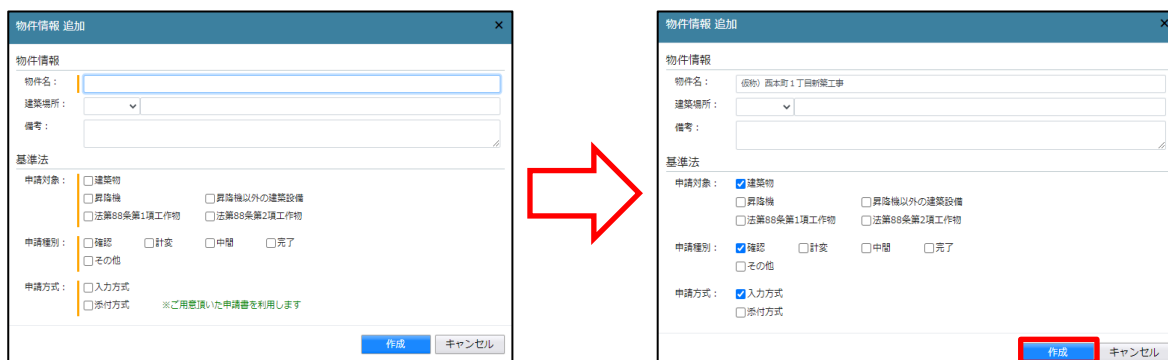 物件情報 追加 ×
物件情報
物件名：
建築場所：
備考：
基準法
申請対象： 建築物
昇降機 昇降機以外の建築設備
法第88条第1項工作物 法第88条第2項工作物
申請種別： 確認 計変 中間 完了
その他
申請方式： 入力方式
添付方式 ※ご用意頂いた申請書を利用します
作成 キャンセル
物件情報 追加 ×
物件情報
物件名： 仮称）西本町１丁目新築工事
建築場所：
備考：
基準法
申請対象： 建築物
昇降機 昇降機以外の建築設備
法第88条第1項工作物 法第88条第2項工作物
申請種別： 確認 計変 中間 完了
その他
申請方式： 入力方式
添付方式
作成 キャンセル